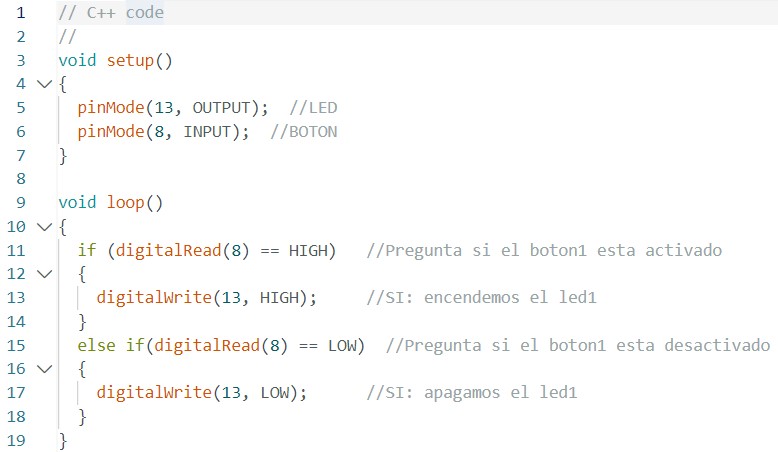 1 // C++ code
2 //
3 void setup()
4 {
5   pinMode(13, OUTPUT);  //LED
6   pinMode(8, INPUT);  //BOTON
7 }
8
9 void loop()
10 {
11   if (digitalRead(8) == HIGH)   //Pregunta si el boton1 esta activado
12   {
13     digitalWrite(13, HIGH);     //SI: encendemos el led1
14   }
15   else if(digitalRead(8) == LOW)  //Pregunta si el boton1 esta desactivado
16   {
17     digitalWrite(13, LOW);      //SI: apagamos el led1
18   }
19 }